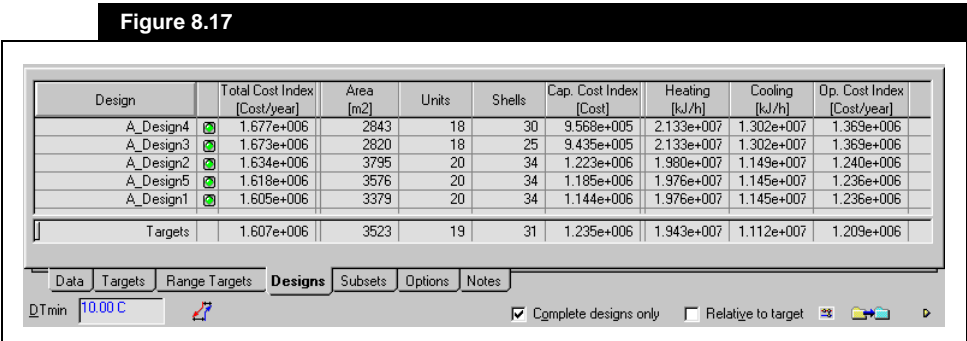 Figure 8.17
Design Total Cost Index [Cost/year] Area [m2] Units Shells Cap. Cost Index [Cost] Heating [kJ/h] Cooling [kJ/h] Op. Cost Index [Cost/year]
A_Design4 1.677e+006 2843 18 30 9.568e+005 2.133e+007 1.302e+007 1.369e+006
A_Design3 1.673e+006 2820 18 25 9.435e+005 2.133e+007 1.302e+007 1.369e+006
A_Design2 1.634e+006 3795 20 34 1.223e+006 1.980e+007 1.149e+007 1.240e+006
A_Design5 1.618e+006 3576 20 34 1.185e+006 1.976e+007 1.145e+007 1.236e+006
A_Design1 1.605e+006 3379 20 34 1.144e+006 1.976e+007 1.145e+007 1.236e+006
Targets 1.607e+006 3523 19 31 1.235e+006 1.943e+007 1.112e+007 1.209e+006
Data Targets Range Targets Designs Subsets Options Notes
DTmin 10.00 C Complete designs only Relative to target